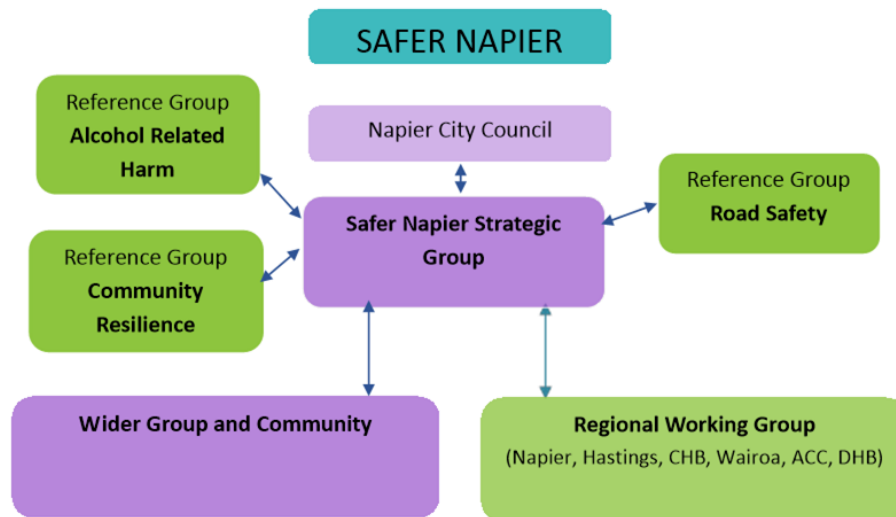 SAFER NAPIER
Reference Group
Alcohol Related
Harm
Napier City Council
Reference Group
Road Safety
Safer Napier Strategic
Group
Reference Group
Community
Resilience
Wider Group and Community
Regional Working Group
(Napier, Hastings, CHB, Wairoa, ACC, DHB)